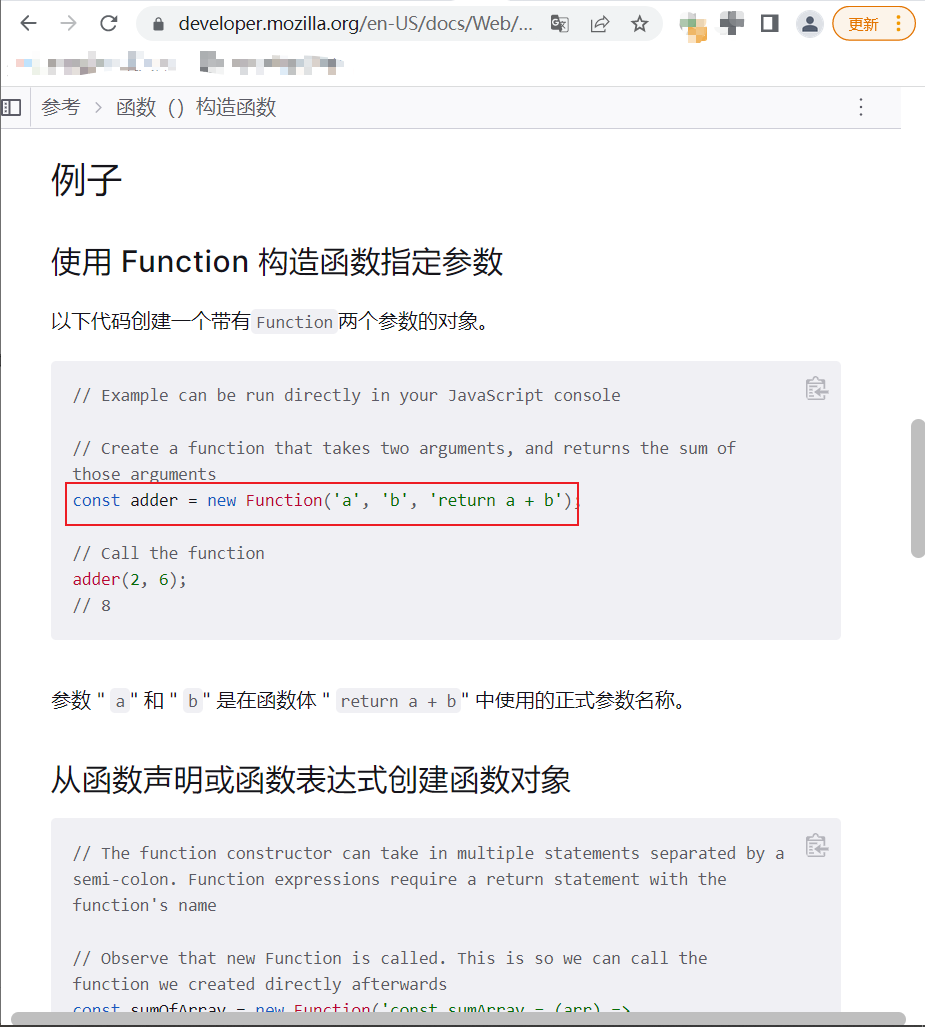 developer.mozilla.org/en-US/docs/Web/...
更新
参考 > 函数 () 构造函数
例子
使用 Function 构造函数指定参数
以下代码创建一个带有 Function 两个参数的对象。
// Example can be run directly in your JavaScript console
// Create a function that takes two arguments, and returns the sum of
those arguments
const adder = new Function('a', 'b', 'return a + b');
// Call the function
adder(2, 6);
// 8
参数 " a " 和 " b " 是在函数体 " return a + b " 中使用的正式参数名称。
从函数声明或函数表达式创建函数对象
// The function constructor can take in multiple statements separated by a
semi-colon. Function expressions require a return statement with the
function's name
// Observe that new Function is called. This is so we can call the
function we created directly afterwards
const sumOfArray = new Function('const sumArray = (arr) =>